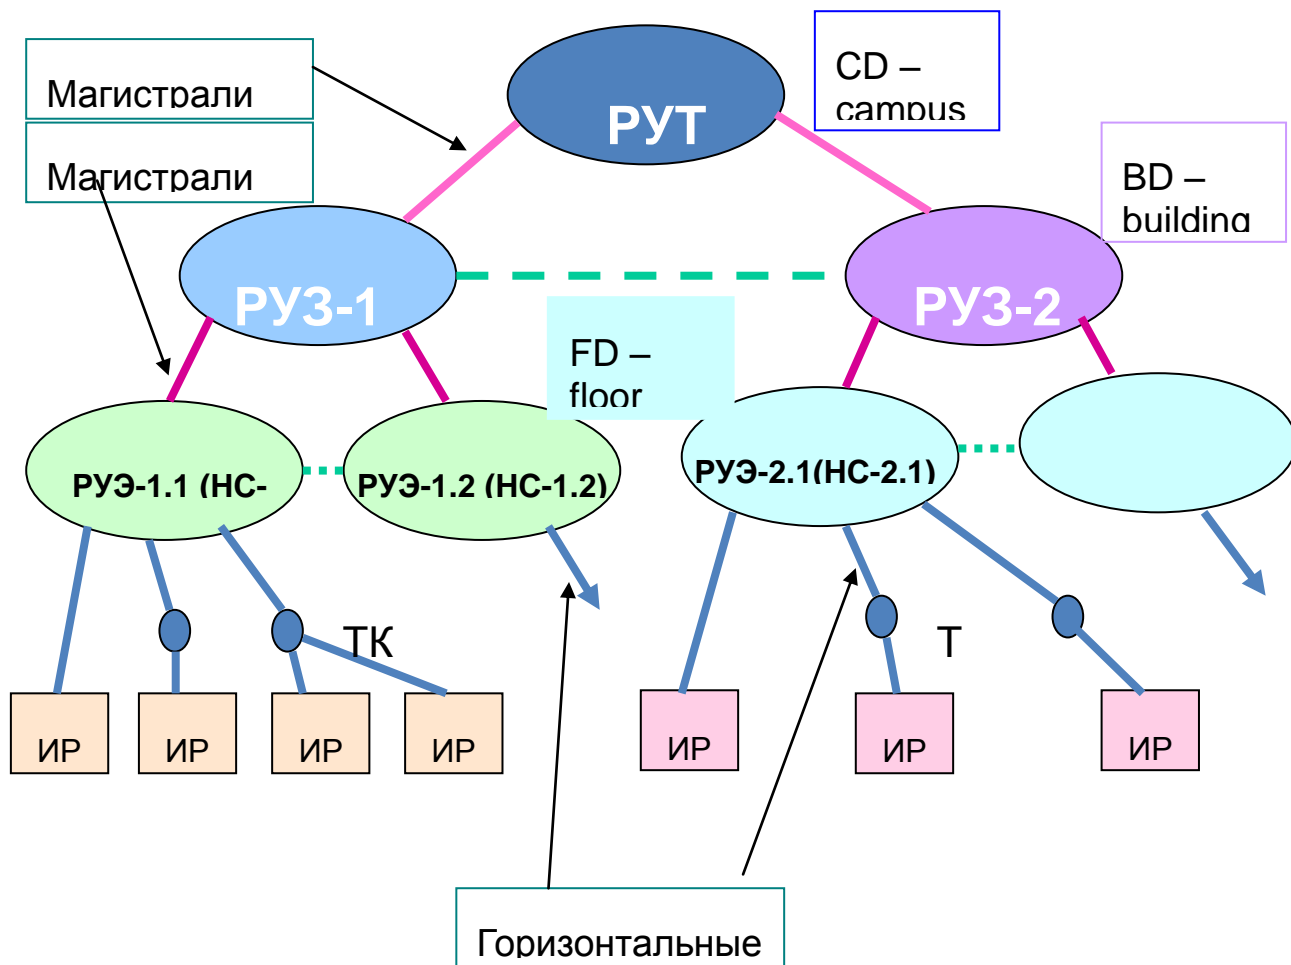 РУТ
CD –
campus
Магистрали
Магистрали
BD –
building
РУЗ-1
РУЗ-2
FD –
floor
РУЭ-1.1 (НС-
РУЭ-1.2 (НС-1.2)
РУЭ-2.1(НС-2.1)
ТК
Т
ИР
ИР
ИР
ИР
ИР
ИР
ИР
Горизонтальные